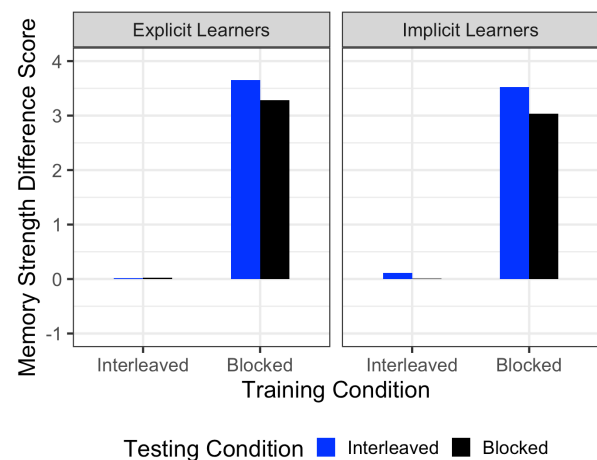 Explicit Learners
Implicit Learners
Memory Strength Difference Score
4
3
2
1
0
-1
Interleaved
Blocked
Interleaved
Blocked
Training Condition
Testing Condition
Interleaved
Blocked